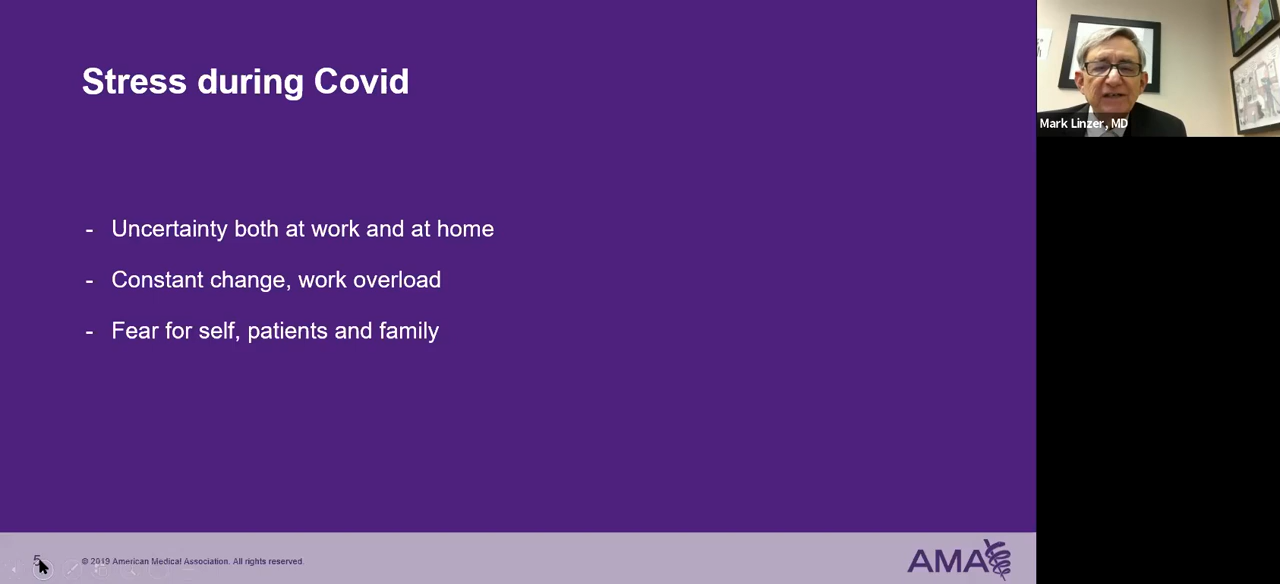 Stress during Covid
Mark Linzer, MD
- Uncertainty both at work and at home
- Constant change, work overload
- Fear for self, patients and family
5
© 2019 American Medical Association. All rights reserved.
AMA